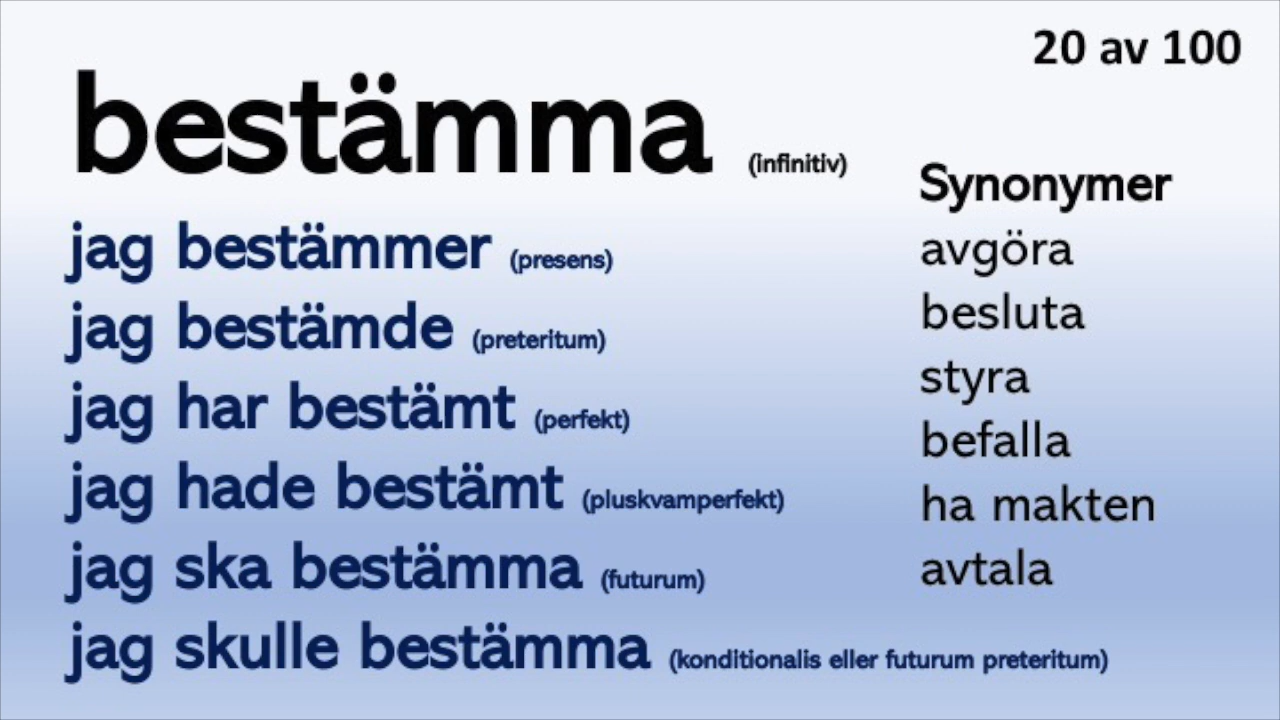 20 av 100
bestämma (infinitiv)
jag bestämmer (presens)
jag bestämde (preteritum)
jag har bestämt (perfekt)
jag hade bestämt (pluskvamperfekt)
jag ska bestämma (futurum)
jag skulle bestämma (konditionalis eller futurum preteritum)
Synonymer
avgöra
besluta
styra
befalla
ha makten
avtala